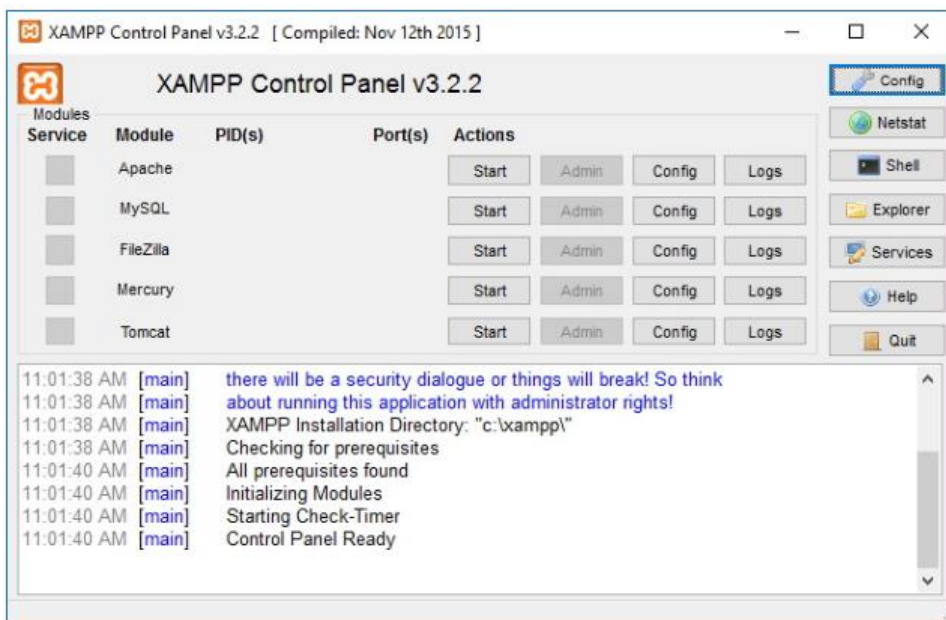 XAMPP Control Panel v3.2.2 [ Compiled: Nov 12th 2015 ]
XAMPP Control Panel v3.2.2
Config
Modules
Service Module PID(s) Port(s) Actions
Netstat
Apache Start Admin Config Logs
Shell
MySQL Start Admin Config Logs
Explorer
FileZilla Start Admin Config Logs
Services
Mercury Start Admin Config Logs
Help
Tomcat Start Admin Config Logs
Quit
11:01:38 AM [main] there will be a security dialogue or things will break! So think
11:01:38 AM [main] about running this application with administrator rights!
11:01:38 AM [main] XAMPP Installation Directory: "c:\xampp\"
11:01:38 AM [main] Checking for prerequisites
11:01:40 AM [main] All prerequisites found
11:01:40 AM [main] Initializing Modules
11:01:40 AM [main] Starting Check-Timer
11:01:40 AM [main] Control Panel Ready